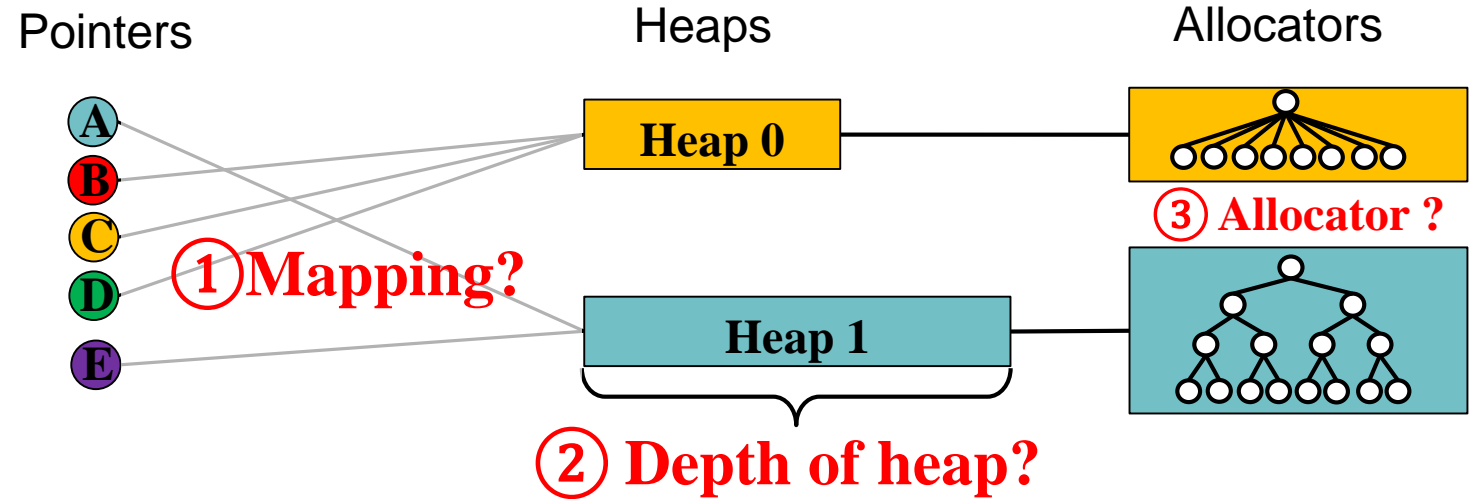 Pointers
Heaps
Allocators
A
B
C
D
E
Heap 0
Heap 1
① Mapping?
② Depth of heap?
③ Allocator ?